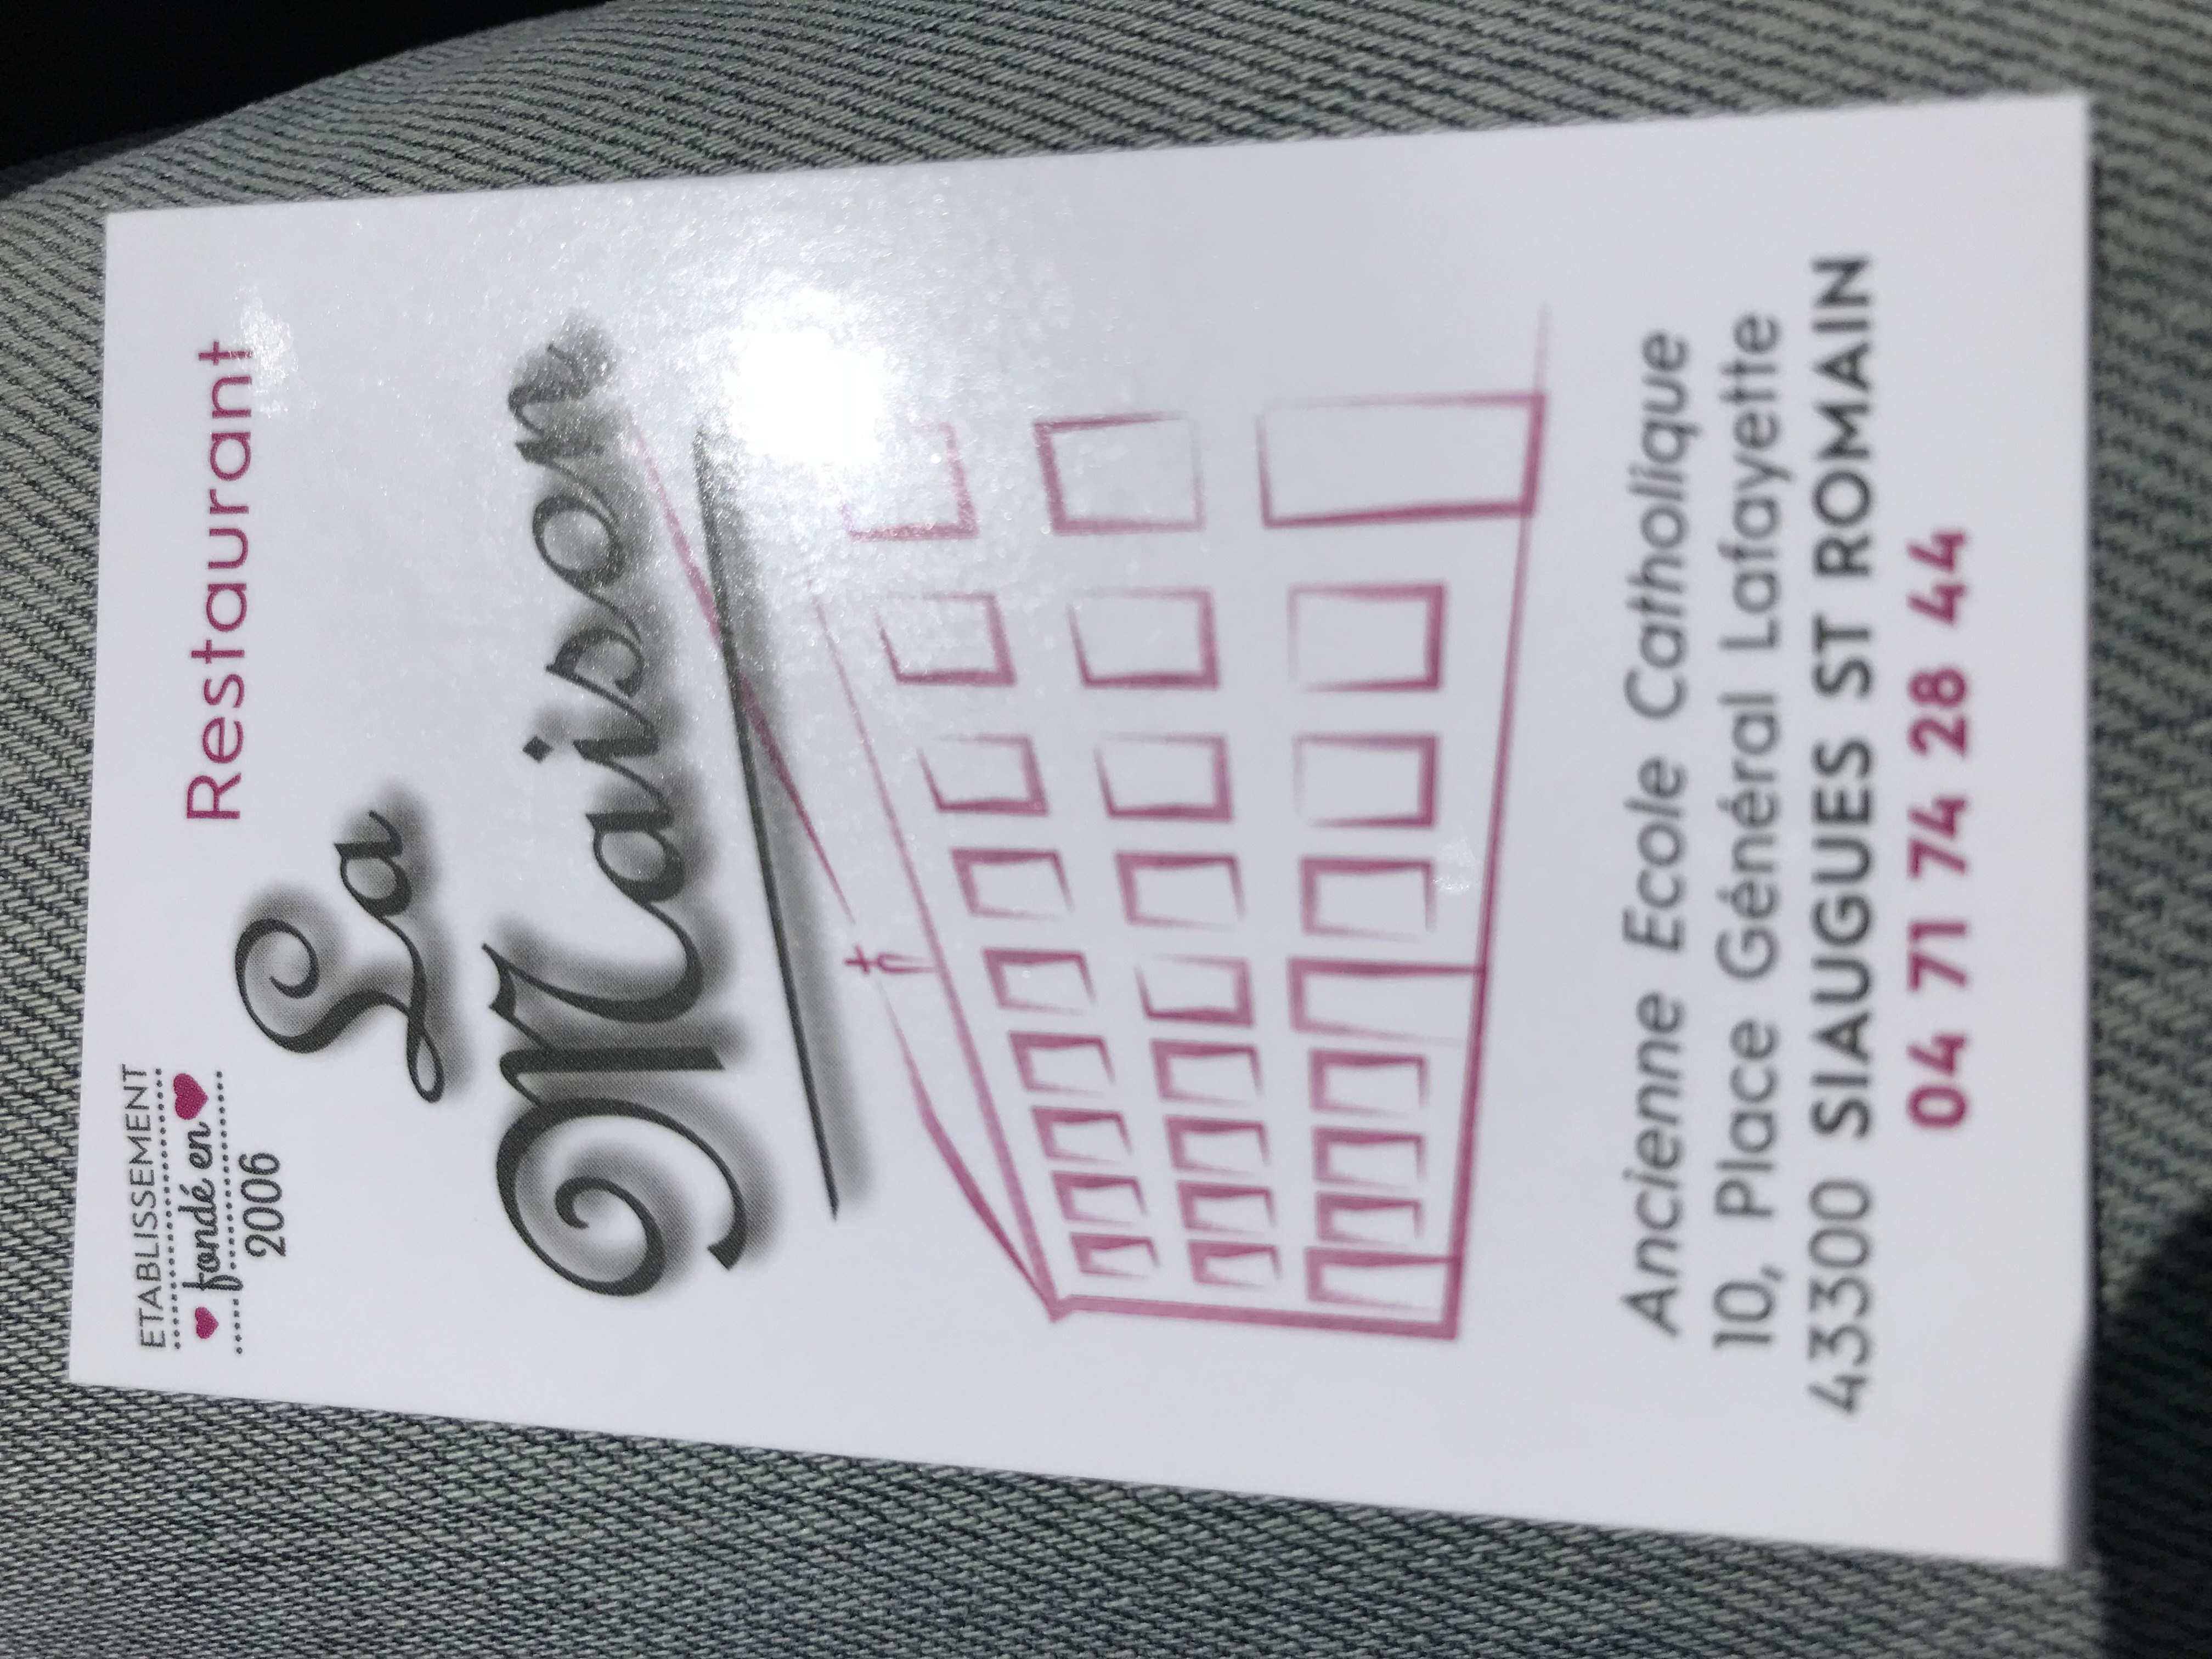 ETABLISSEMENT
fondé en
2006
Restaurant
La
Maison
Ancienne Ecole Catholique
10, Place Général Lafayette
43300 SIAUGUES ST ROMAIN
04 71 74 28 44